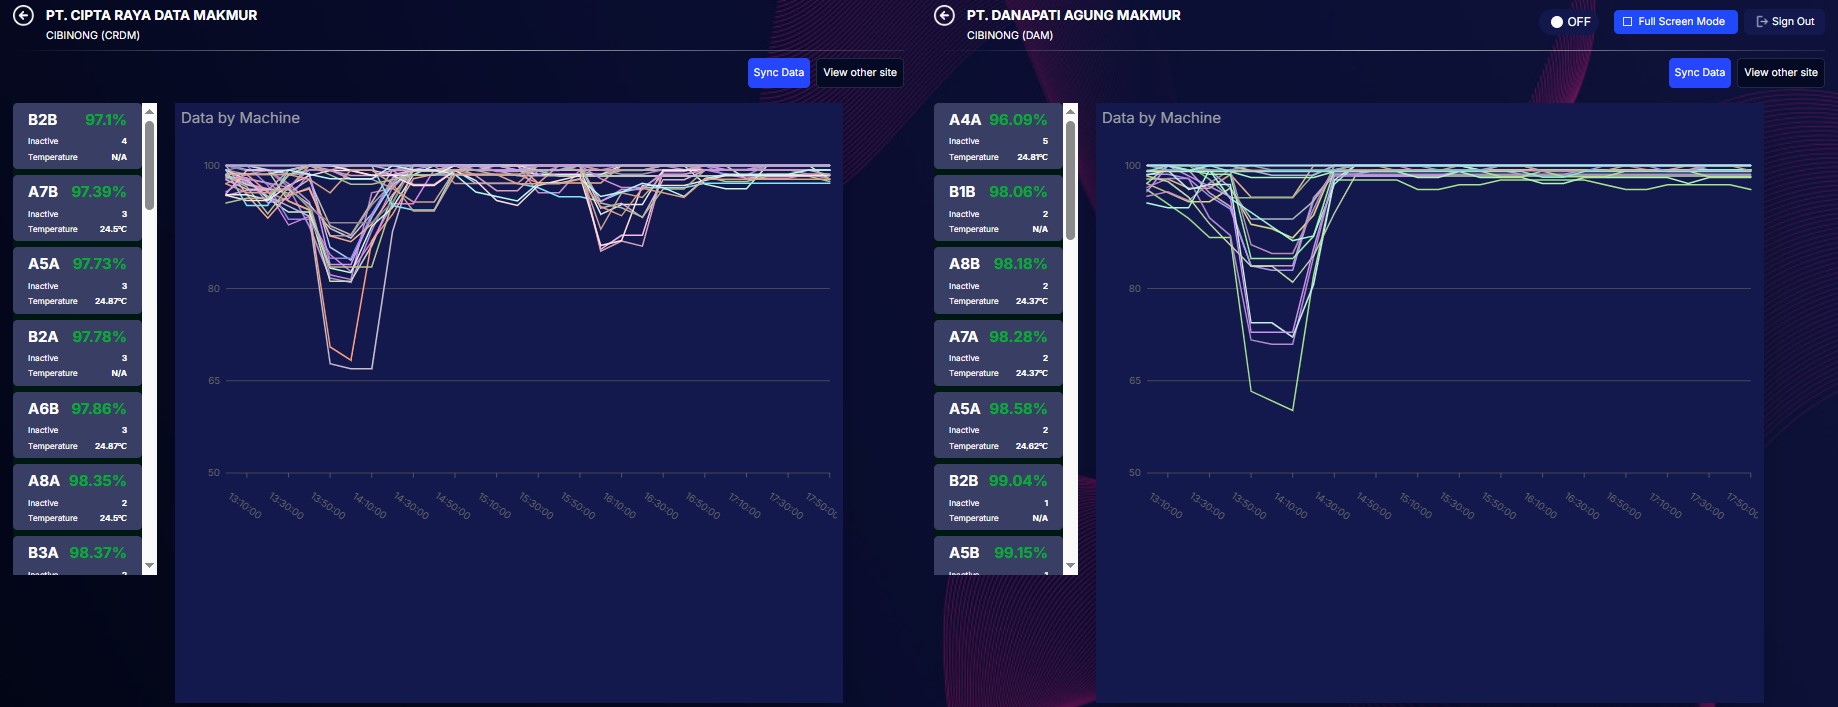 PT. CIPTA RAYA DATA MAKMUR
CIBINONG (CRDM)
Sync Data
View other site
B2B 97.1%
Inactive 4
Temperature N/A
A7B 97.39%
Inactive 3
Temperature 24.5°C
A5A 97.73%
Inactive 3
Temperature 24.87°C
B2A 97.78%
Inactive 3
Temperature N/A
A6B 97.86%
Inactive 3
Temperature 24.87°C
A8A 98.35%
Inactive 2
Temperature 24.5°C
B3A 98.37%
Data by Machine
100
80
65
50
13:10:00 13:30:00 13:50:00 14:10:00 14:30:00 14:50:00 15:10:00 15:30:00 15:50:00 16:10:00 16:30:00 16:50:00 17:10:00 17:30:00 17:50:00
PT. DANAPATI AGUNG MAKMUR
CIBINONG (DAM)
OFF
Full Screen Mode
Sign Out
Sync Data
View other site
A4A 96.09%
Inactive 5
Temperature 24.81°C
B1B 98.06%
Inactive 2
Temperature N/A
A8B 98.18%
Inactive 2
Temperature 24.37°C
A7A 98.28%
Inactive 2
Temperature 24.37°C
A5A 98.58%
Inactive 2
Temperature 24.62°C
B2B 99.04%
Inactive 1
Temperature N/A
A5B 99.15%
Data by Machine
100
80
65
50
13:10:00 13:30:00 13:50:00 14:10:00 14:30:00 14:50:00 15:10:00 15:30:00 15:50:00 16:10:00 16:30:00 16:50:00 17:10:00 17:30:00 17:50:00